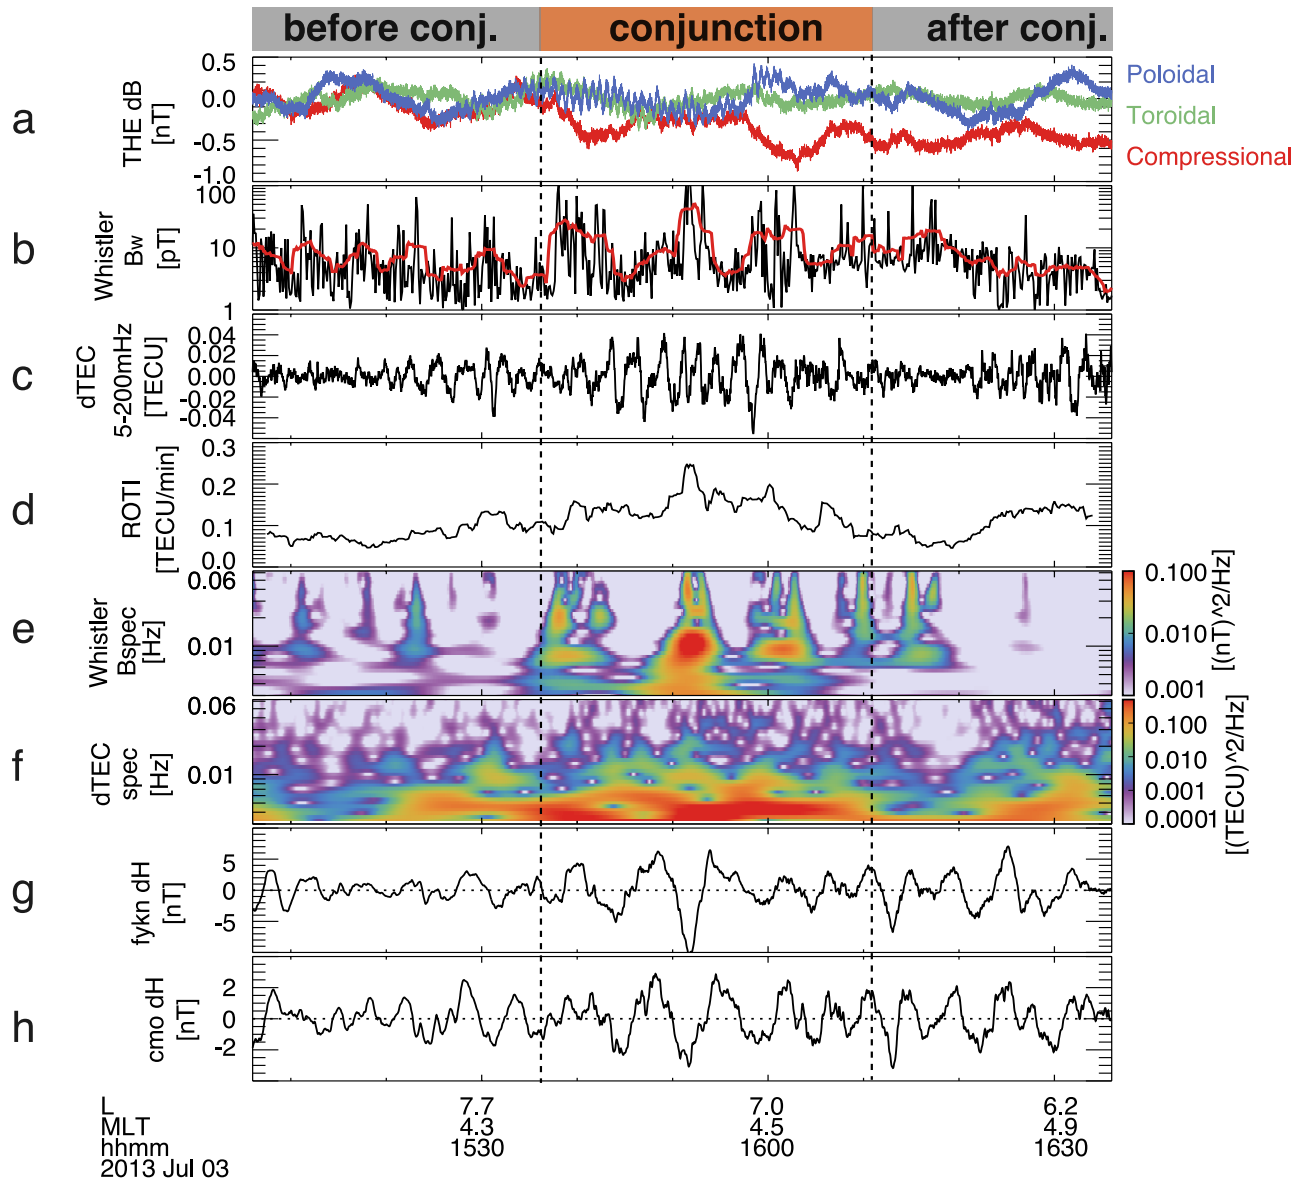 before conj. conjunction after conj.
a
THE dB
[nT]
0.5
0.0
-0.5
-1.0
Poloidal
Toroidal
Compressional
b
Whistler
Bw
[pT]
100
10
1
c
dTEC
5-200mHz
[TECU]
0.04
0.02
0.00
-0.02
-0.04
d
ROTI
[TECU/min]
0.3
0.2
0.1
0.0
e
Whistler
Bspec
[Hz]
0.06
0.01
0.100
0.010
0.001
[(nT)^2/Hz]
f
dTEC
spec
[Hz]
0.06
0.01
0.100
0.010
0.001
0.0001
[(TECU)^2/Hz]
g
fykn dH
[nT]
5
0
-5
h
cmo dH
[nT]
2
0
-2
L 7.7 7.0 6.2
MLT 4.3 4.5 4.9
hhmm 1530 1600 1630
2013 Jul 03